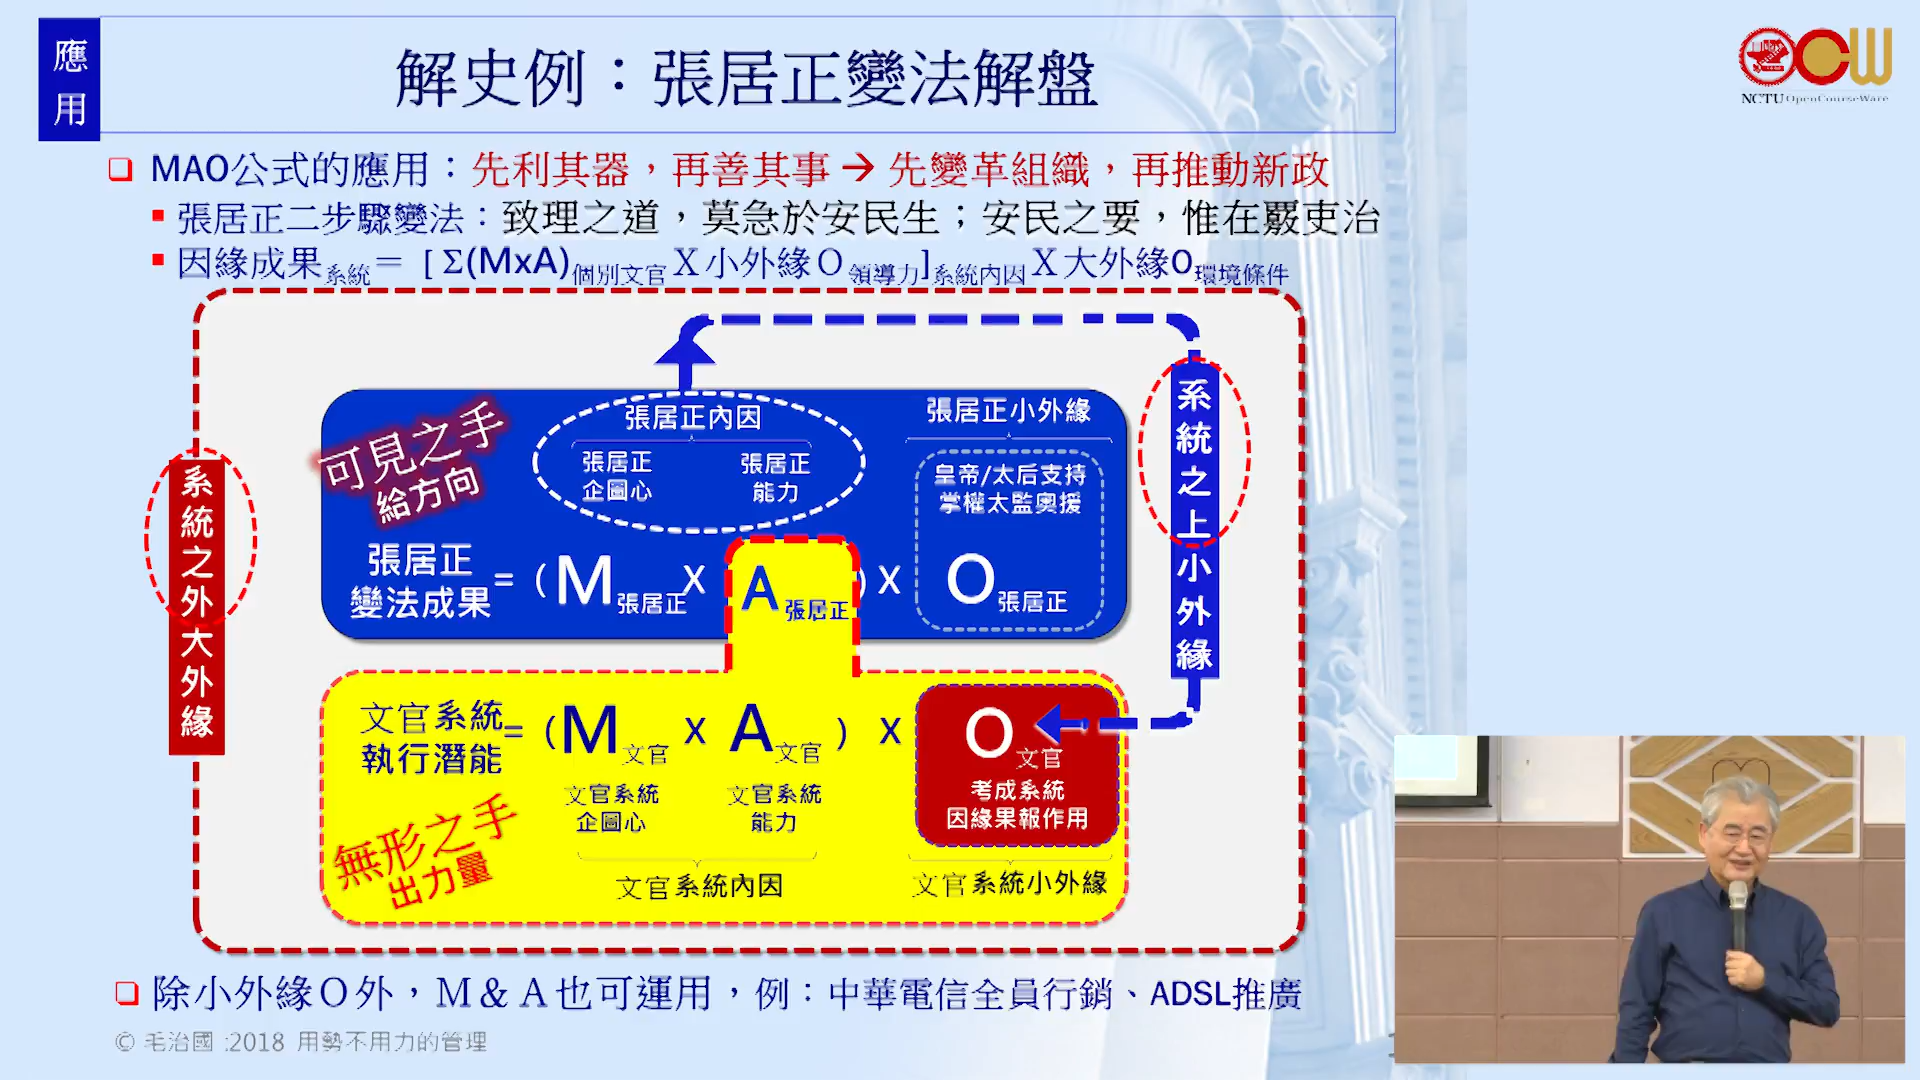 應
用
解史例：張居正變法解盤
NCTU OpenCourseWare
MAO公式的應用：先利其器，再善其事→先變革組織，再推動新政
張居正二步驟變法：致理之道，莫急於安民生；安民之要，惟在覈吏治
因緣成果系統＝ [ Σ(MxA)個別文官Ｘ小外緣Ｏ領導力]系統內因Ｘ大外緣O環境條件
可見之手
給方向
張居正內因
張居正小外緣
張居正
企圖心
張居正
能力
皇帝/太后支持
掌權太監奧援
張居正
變法成果
= (M張居正 X A張居正) X O張居正
系統之上小外緣
系統之外大外緣
文官系統
執行潛能
= (M文官 X A文官) X O文官
文官系統
企圖心
文官系統
能力
考成系統
因緣果報作用
無形之手
出力量
文官系統內因
文官系統小外緣
除小外緣Ｏ外，Ｍ＆Ａ也可運用，例：中華電信全員行銷、ADSL推廣
© 毛治國 :2018 用勢不用力的管理